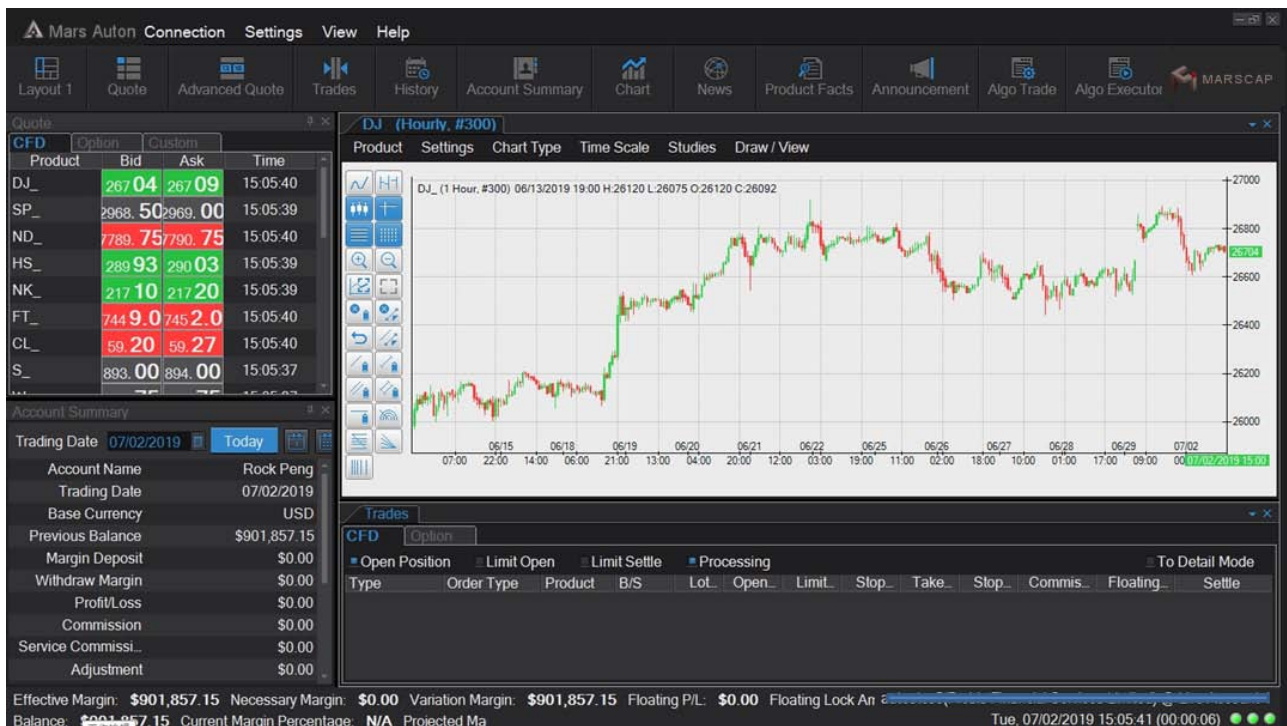 Mars Auton Connection Settings View Help
Layout 1 Quote Advanced Quote Trades History Account Summary Chart News Product Facts Announcement Algo Trade Algo Executor MARSCAP
Quote
CFD Option Custom
Product Bid Ask Time
DJ_ 26704 26709 15:05:40
SP_ 2968. 50 2969. 00 15:05:39
ND_ 7789. 75 7790. 75 15:05:40
HS_ 28993 29003 15:05:39
NK_ 21710 21720 15:05:39
FT_ 7449.0 7452.0 15:05:40
CL_ 59. 20 59. 27 15:05:40
S_ 893. 00 894. 00 15:05:37
Account Summary
Trading Date 07/02/2019 Today
Account Name Rock Peng
Trading Date 07/02/2019
Base Currency USD
Previous Balance $901,857.15
Margin Deposit $0.00
Withdraw Margin $0.00
Profit/Loss $0.00
Commission $0.00
Service Commissi... $0.00
Adjustment $0.00
DJ (Hourly, #300)
Product Settings Chart Type Time Scale Studies Draw / View
DJ_ (1 Hour, #300) 06/13/2019 19:00 H:26120 L:26075 O:26120 C:26092
27000
26800
26704
26600
26400
26200
26000
06/15 06/18 06/19 06/20 06/21 06/22 06/25 06/26 06/27 06/28 06/29 07/02
07:00 22:00 14:00 06:00 21:00 13:00 04:00 20:00 12:00 03:00 19:00 11:00 02:00 18:00 10:00 01:00 17:00 09:00 00 07/02/2019 15:00
Trades
CFD Option
Open Position Limit Open Limit Settle Processing To Detail Mode
Type Order Type Product B/S Lot... Open... Limit... Stop... Take... Stop... Commis... Floating... Settle
Effective Margin: $901,857.15 Necessary Margin: $0.00 Variation Margin: $901,857.15 Floating P/L: $0.00 Floating Lock Am
Balance: $901,857.15 Current Margin Percentage: N/A Projected Ma Tue, 07/02/2019 15:05:41(00:00:06)